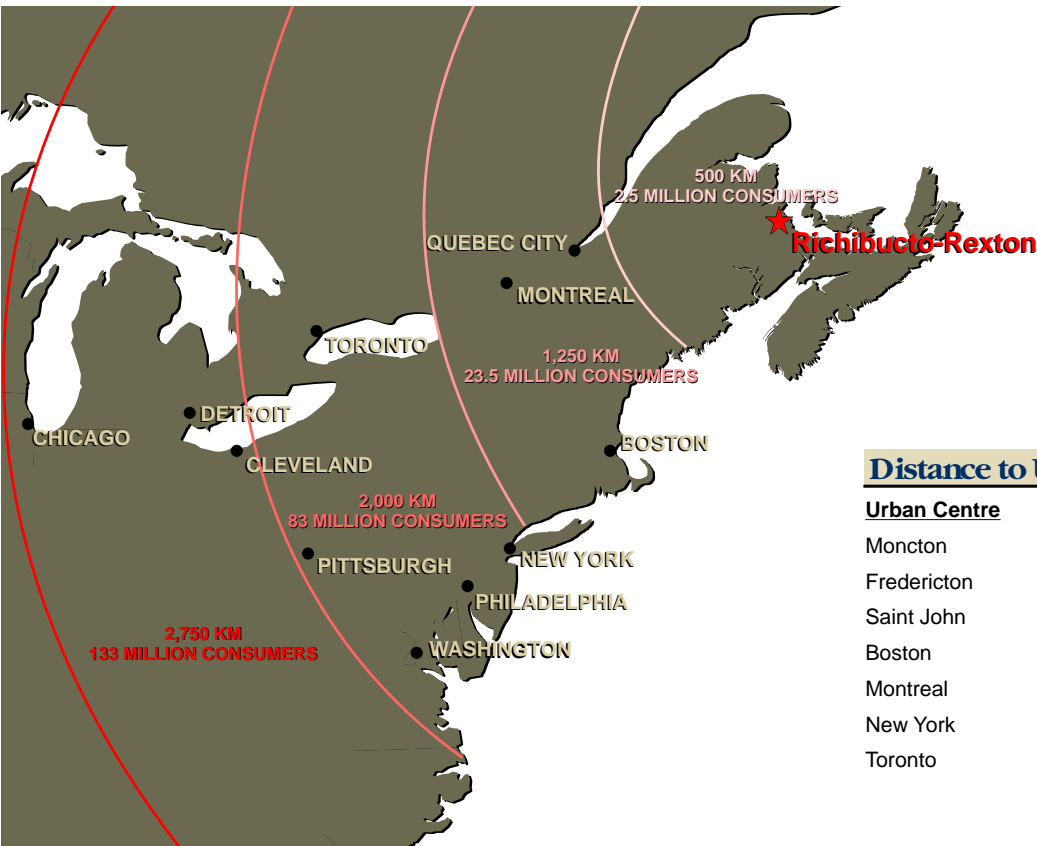 500 KM
2.5 MILLION CONSUMERS
Richibucto-Rexton
QUEBEC CITY
MONTREAL
TORONTO
1,250 KM
23.5 MILLION CONSUMERS
DETROIT
CHICAGO
BOSTON
CLEVELAND
2,000 KM
83 MILLION CONSUMERS
PITTSBURGH
NEW YORK
PHILADELPHIA
2,750 KM
133 MILLION CONSUMERS
WASHINGTON
Distance to
Urban Centre
Moncton
Fredericton
Saint John
Boston
Montreal
New York
Toronto